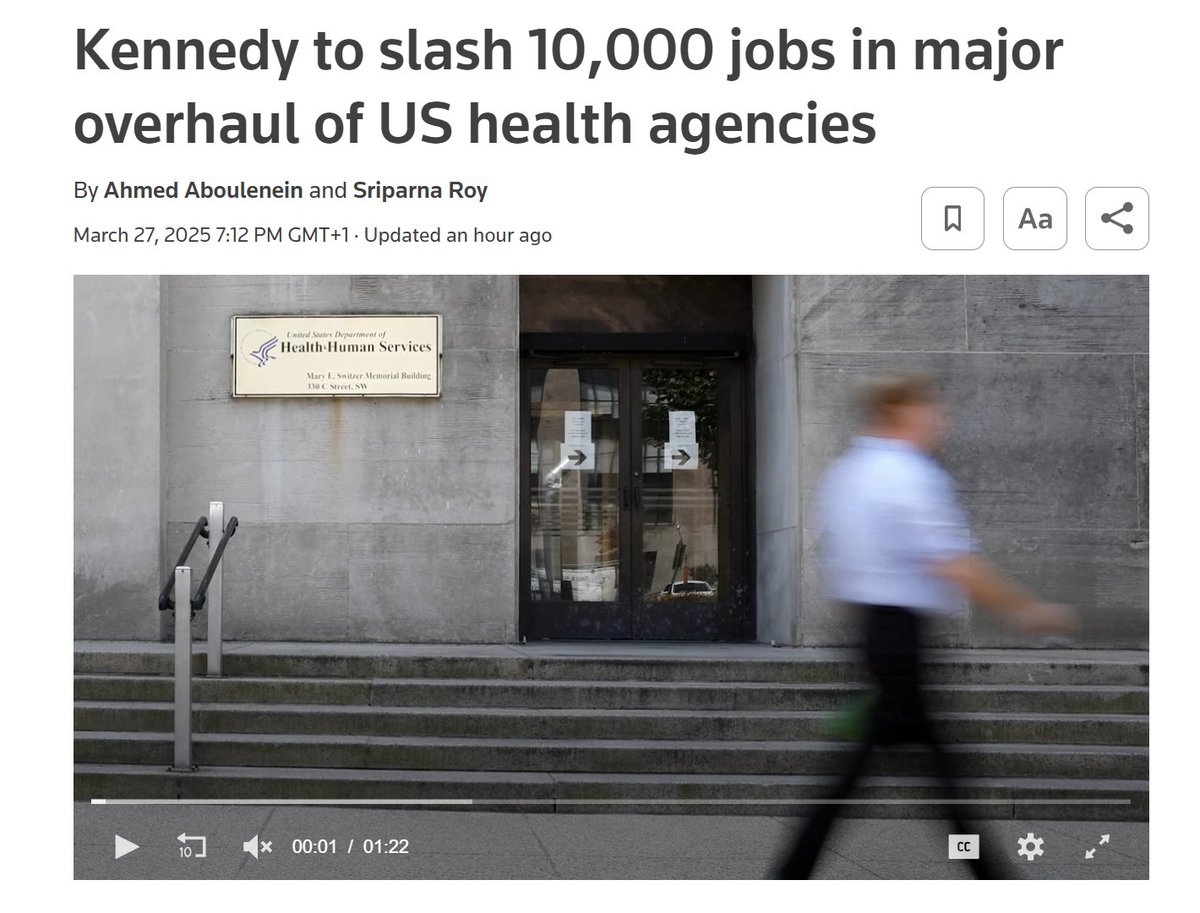 Kennedy to slash 10,000 jobs in major
overhaul of US health agencies
By Ahmed Aboulenein and Sriparna Roy
March 27, 2025 7:12 PM GMT+1 · Updated an hour ago
Aa
United States Department of
Health & Human Services
Mary E. Switzer Memorial Building
330 C Street, SW
10
00:01 / 01:22
CC